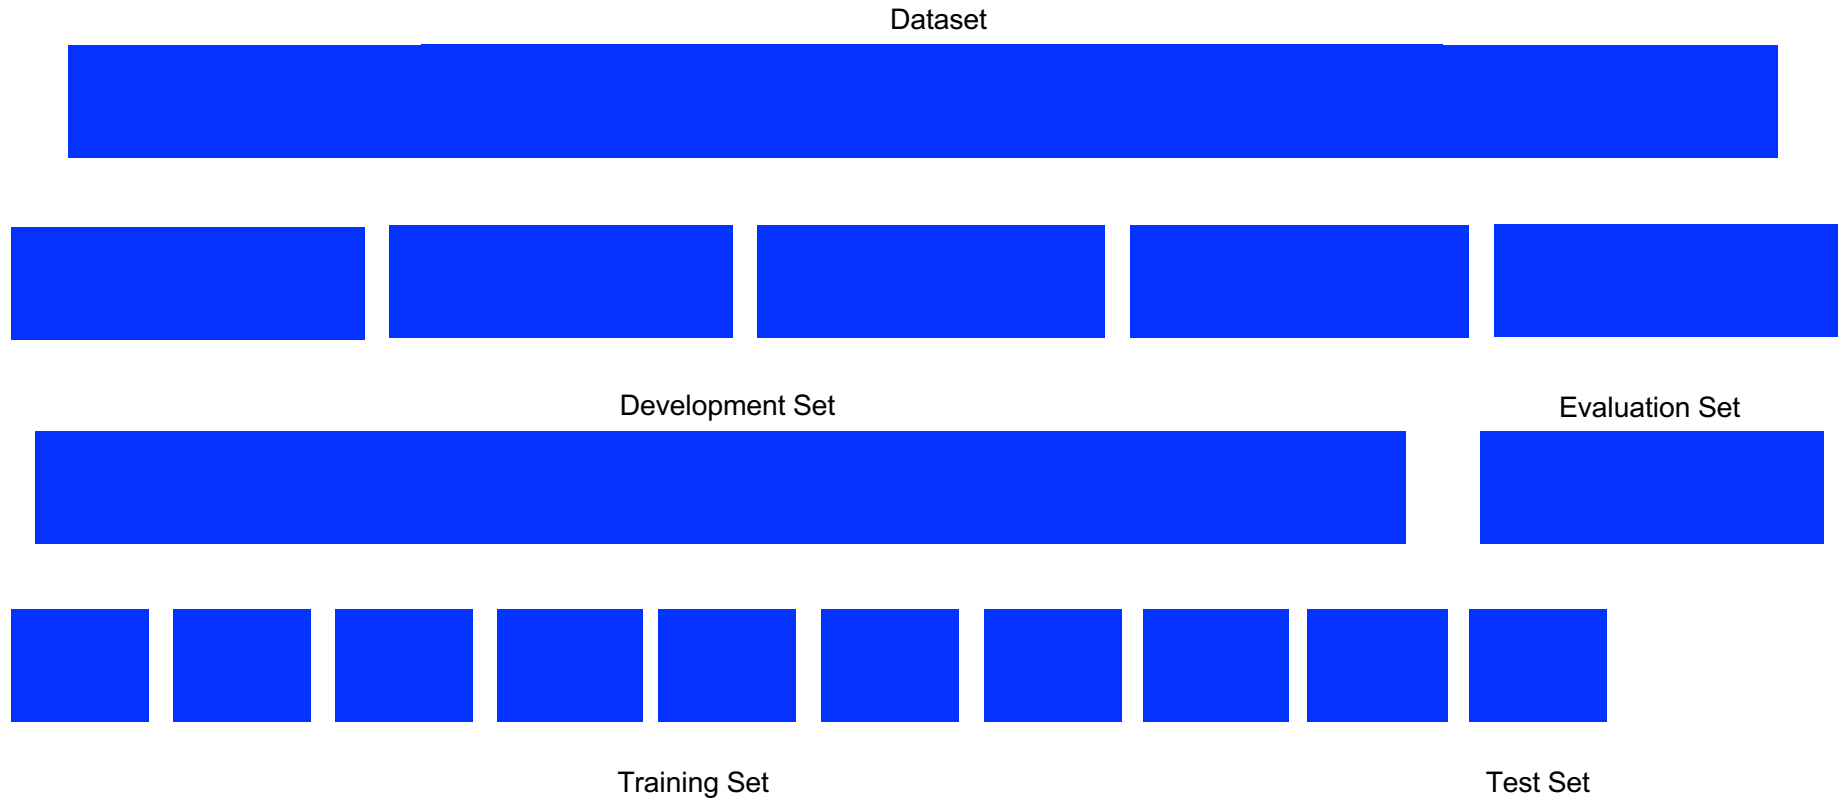 Dataset
Development Set
Evaluation Set
Training Set
Test Set